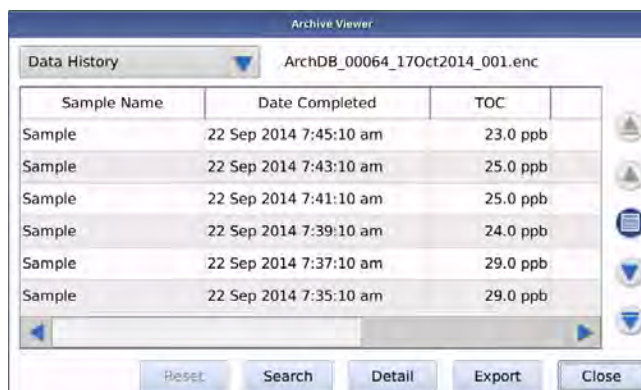 Archive Viewer
Data History ArchDB_00064_17Oct2014_001.enc
Sample Name Date Completed TOC
Sample 22 Sep 2014 7:45:10 am 23.0 ppb
Sample 22 Sep 2014 7:43:10 am 25.0 ppb
Sample 22 Sep 2014 7:41:10 am 25.0 ppb
Sample 22 Sep 2014 7:39:10 am 24.0 ppb
Sample 22 Sep 2014 7:37:10 am 29.0 ppb
Sample 22 Sep 2014 7:35:10 am 29.0 ppb
Reset Search Detail Export Close